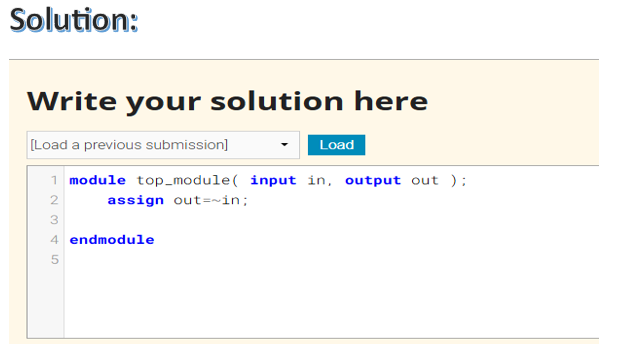 Solution:
Write your solution here
[Load a previous submission] Load
1 module top_module( input in, output out );
2 assign out=~in;
3
4 endmodule
5